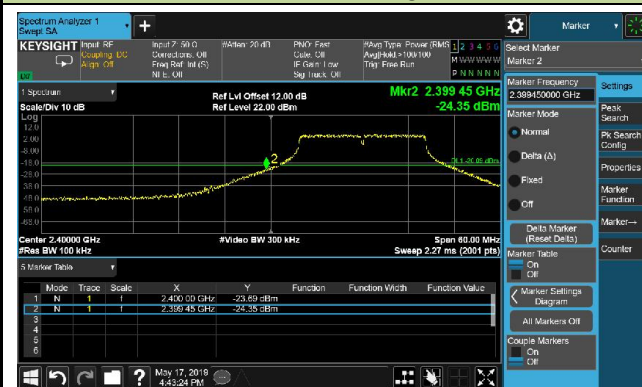 Spectrum Analyzer 1
Swept SA
+
Marker
KEYSIGHT Input: RF
Coupling: DC
Align: Off
Input Z: 50 Ω
Corrections: Off
Freq Ref: Int (S)
NFE: Off
#Atten: 20 dB
PNO: Fast
Gate: Off
IF Gain: Low
Sig Track: Off
#Avg Type: Power (RMS
Avg|Hold: >100/100
Trig: Free Run
1 2 3 4 5 6
M W W W W W
P N N N N N
Select Marker
Marker 2
1 Spectrum
Scale/Div 10 dB
Ref Lvl Offset 12.00 dB
Ref Level 22.00 dBm
Mkr2 2.399 45 GHz
-24.35 dBm
Log
12.0
2.00
-8.00
-18.0
-28.0
-38.0
-48.0
-58.0
-68.0
2
Center 2.40000 GHz
#Res BW 100 kHz
#Video BW 300 kHz
Span 60.00 MHz
Sweep 2.27 ms (2001 pts)
5 Marker Table
Mode Trace Scale X Y Function Function Width Function Value
1 N 1 f 2.400 00 GHz -23.69 dBm
2 N 1 f 2.399 45 GHz -24.35 dBm
3
4
5
6
Marker Frequency
2.399450000 GHz
Marker Mode
Normal
Delta (Δ)
Fixed
Off
Delta Marker
(Reset Delta)
Marker Table
On
Off
Marker Settings
Diagram
All Markers Off
Couple Markers
On
Off
Settings
Peak
Search
Pk Search
Config
Properties
Marker
Function
Marker→
Counter
?
May 17, 2019
4:43:24 PM